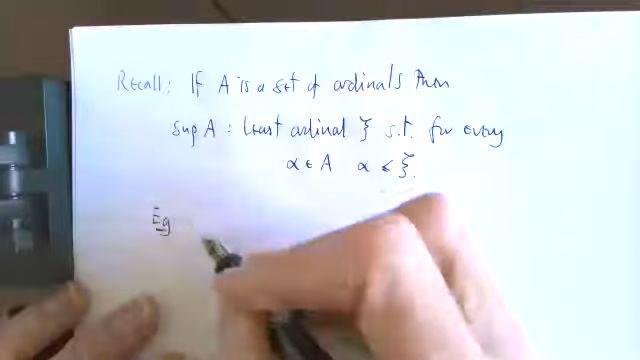 Recall: If A is a set of ordinals then
sup A : least ordinal ξ s.t. for every
α ∈ A α ≤ ξ.
Eg